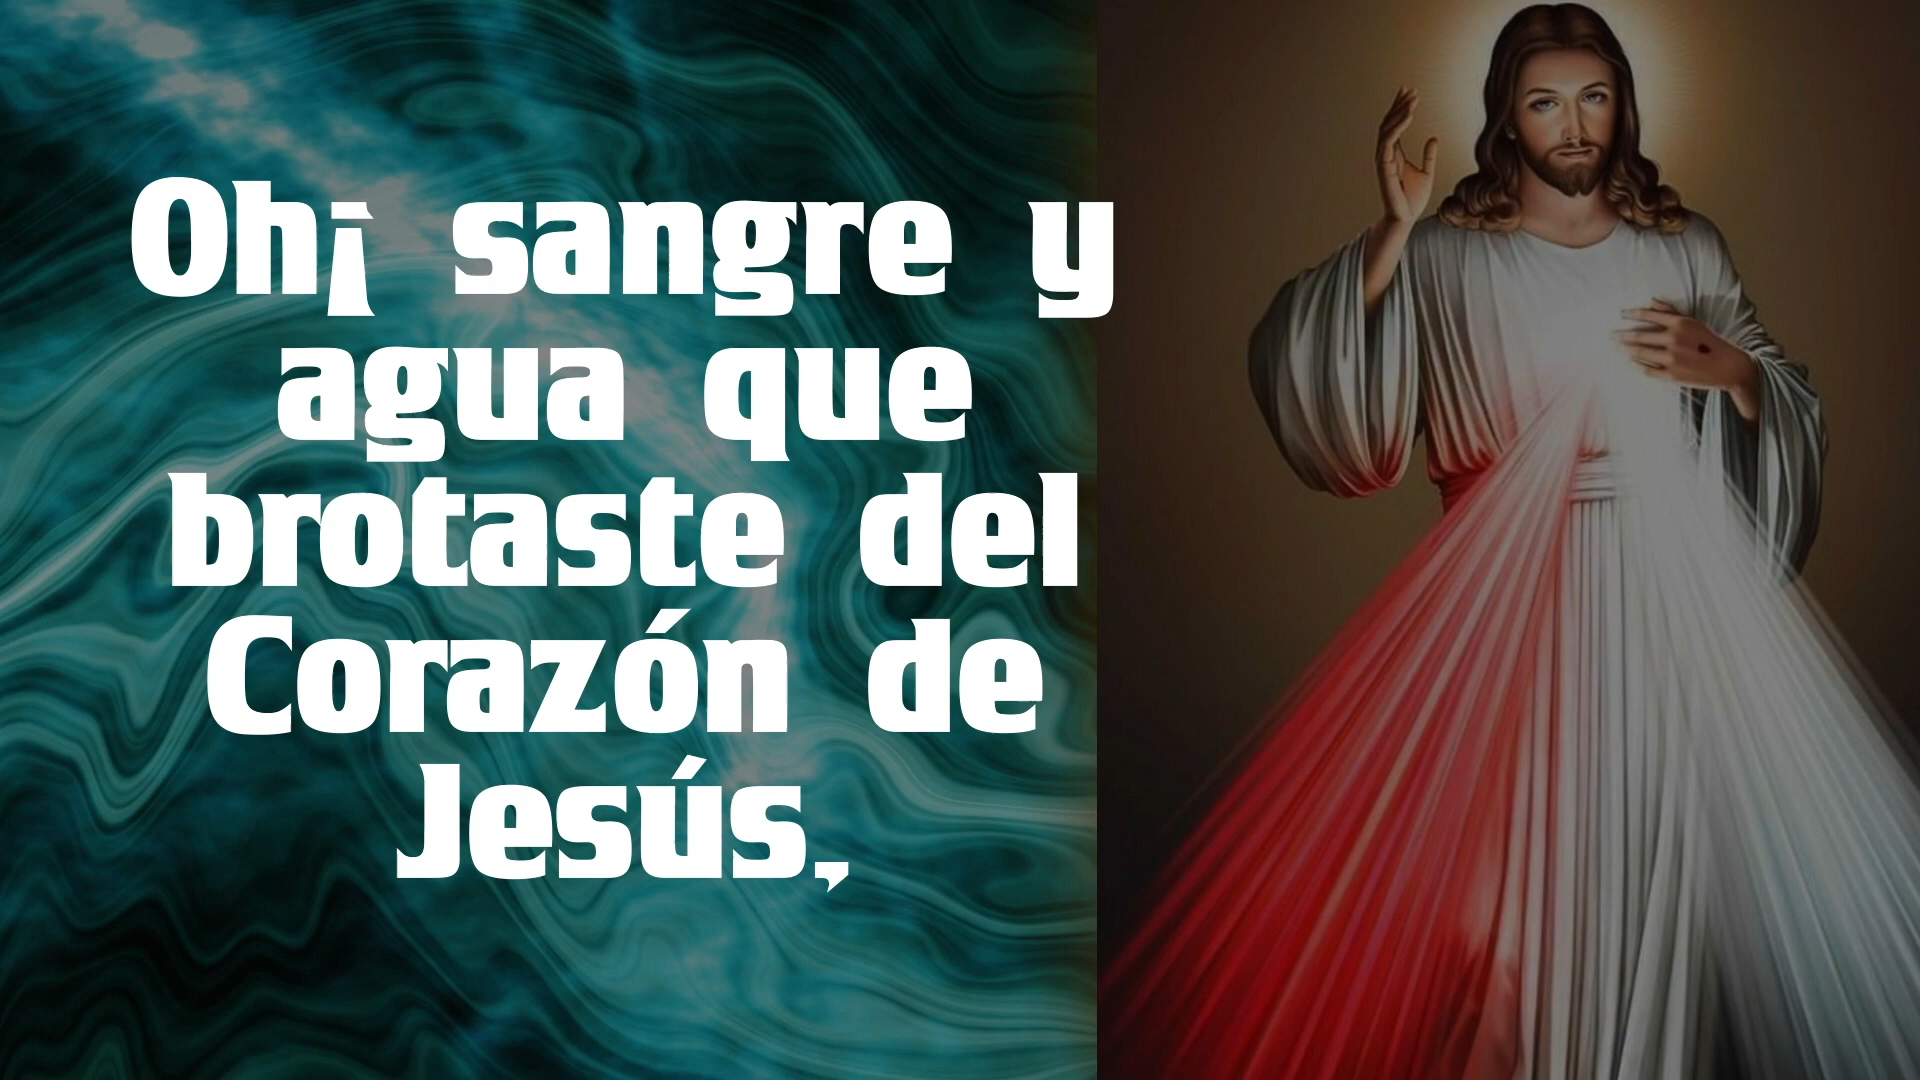 Oh¡ sangre y
agua que
brotaste del
Corazón de
Jesús,